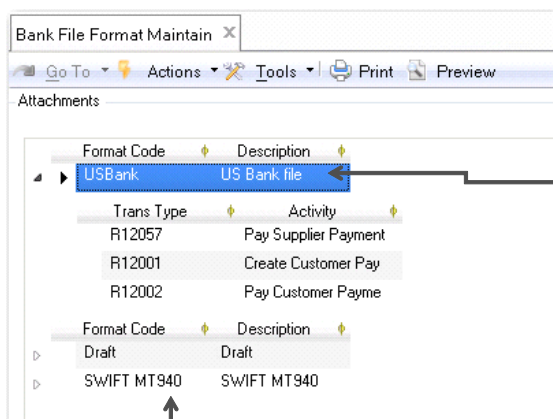 Bank File Format Maintain X
Go To Actions Tools Print Preview
Attachments
Format Code Description
USBank US Bank file
Trans Type Activity
R12057 Pay Supplier Payment
R12001 Create Customer Pay
R12002 Pay Customer Payme
Format Code Description
Draft Draft
SWIFT MT940 SWIFT MT940